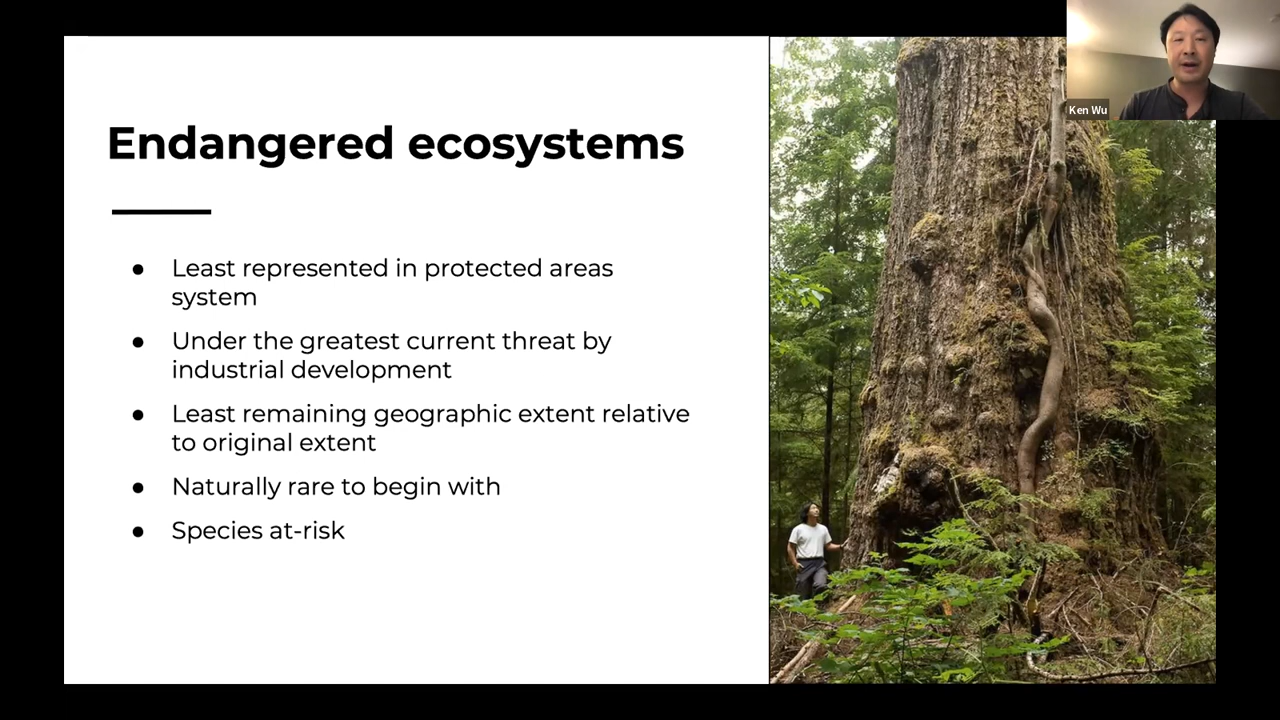 Ken Wu
Endangered ecosystems
● Least represented in protected areas
system
● Under the greatest current threat by
industrial development
● Least remaining geographic extent relative
to original extent
● Naturally rare to begin with
● Species at-risk